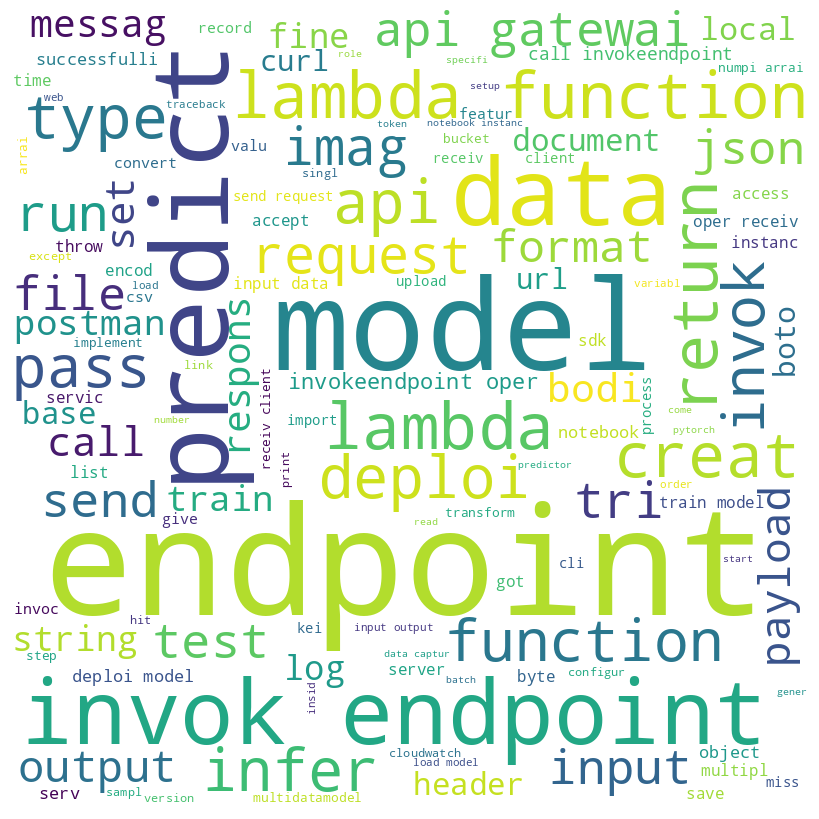 messag
record
fine
api gatewai
local
successfulli
curl
role
specifi
call invokeendpoint
numpi arrai
time
web
type
traceback
predict
lambda function
setup
featur
token
notebook instanc
arrai
convert
valu
imag
singl
bucket
receiv
client
document
json
run
set
send request
accept
api
data
access
oper receiv
instanc
throw
except
encod
load
csv
request
format
return
invok
file
input data
upload
url
variabl
boto
postman
implement
respons
model
sdk
pass
link
servic
invokeendpoint oper
bodi
process
base
number
receiv client
import
notebook
come
pytorch
call
print
lambda
creat
list
deploi
predictor
order
send
train
tri
train model
payload
give
transform
read
endpoint
got
cli
start
invoc
hit
string
test
kei
input output
function
step
deploi model
log
data captur
server
batch
byte
configur
insid
gener
invok endpoint
output
infer
cloudwatch
load model
input
object
multipl
miss
serv
sampl
version
multidatamodel
header
save